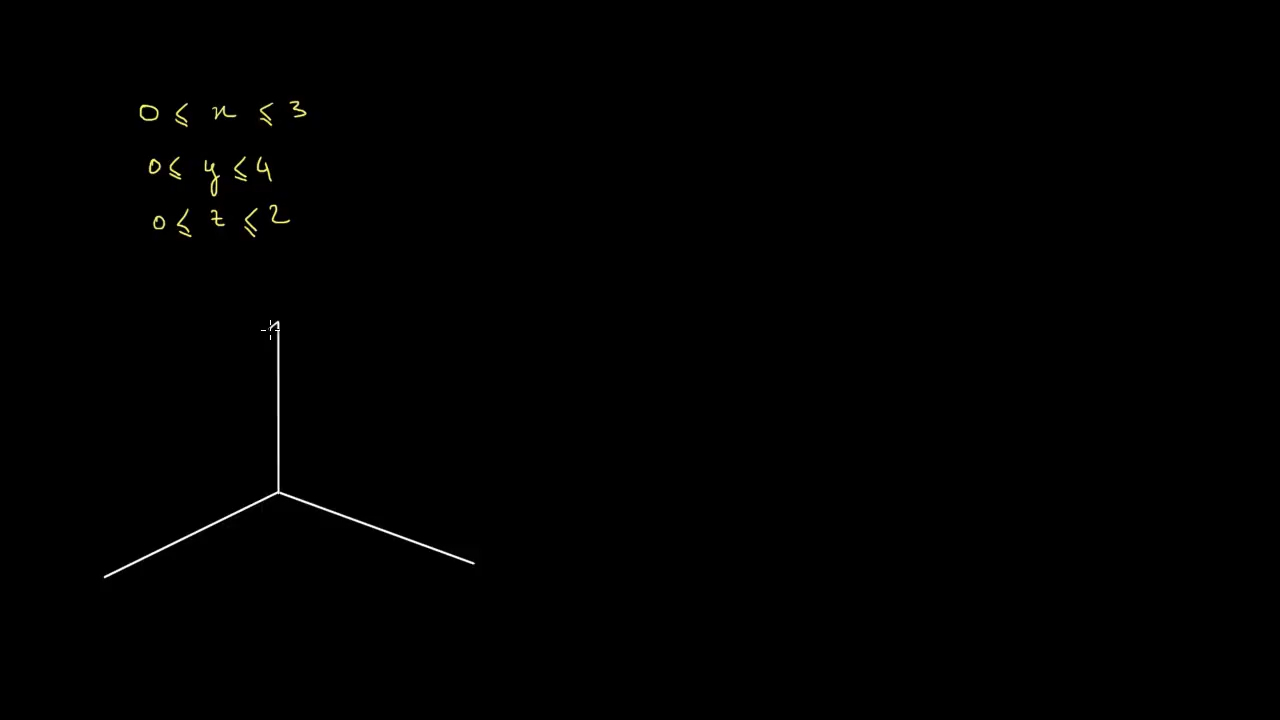 0 ≤ x ≤ 3
0 ≤ y ≤ 4
0 ≤ z ≤ 2